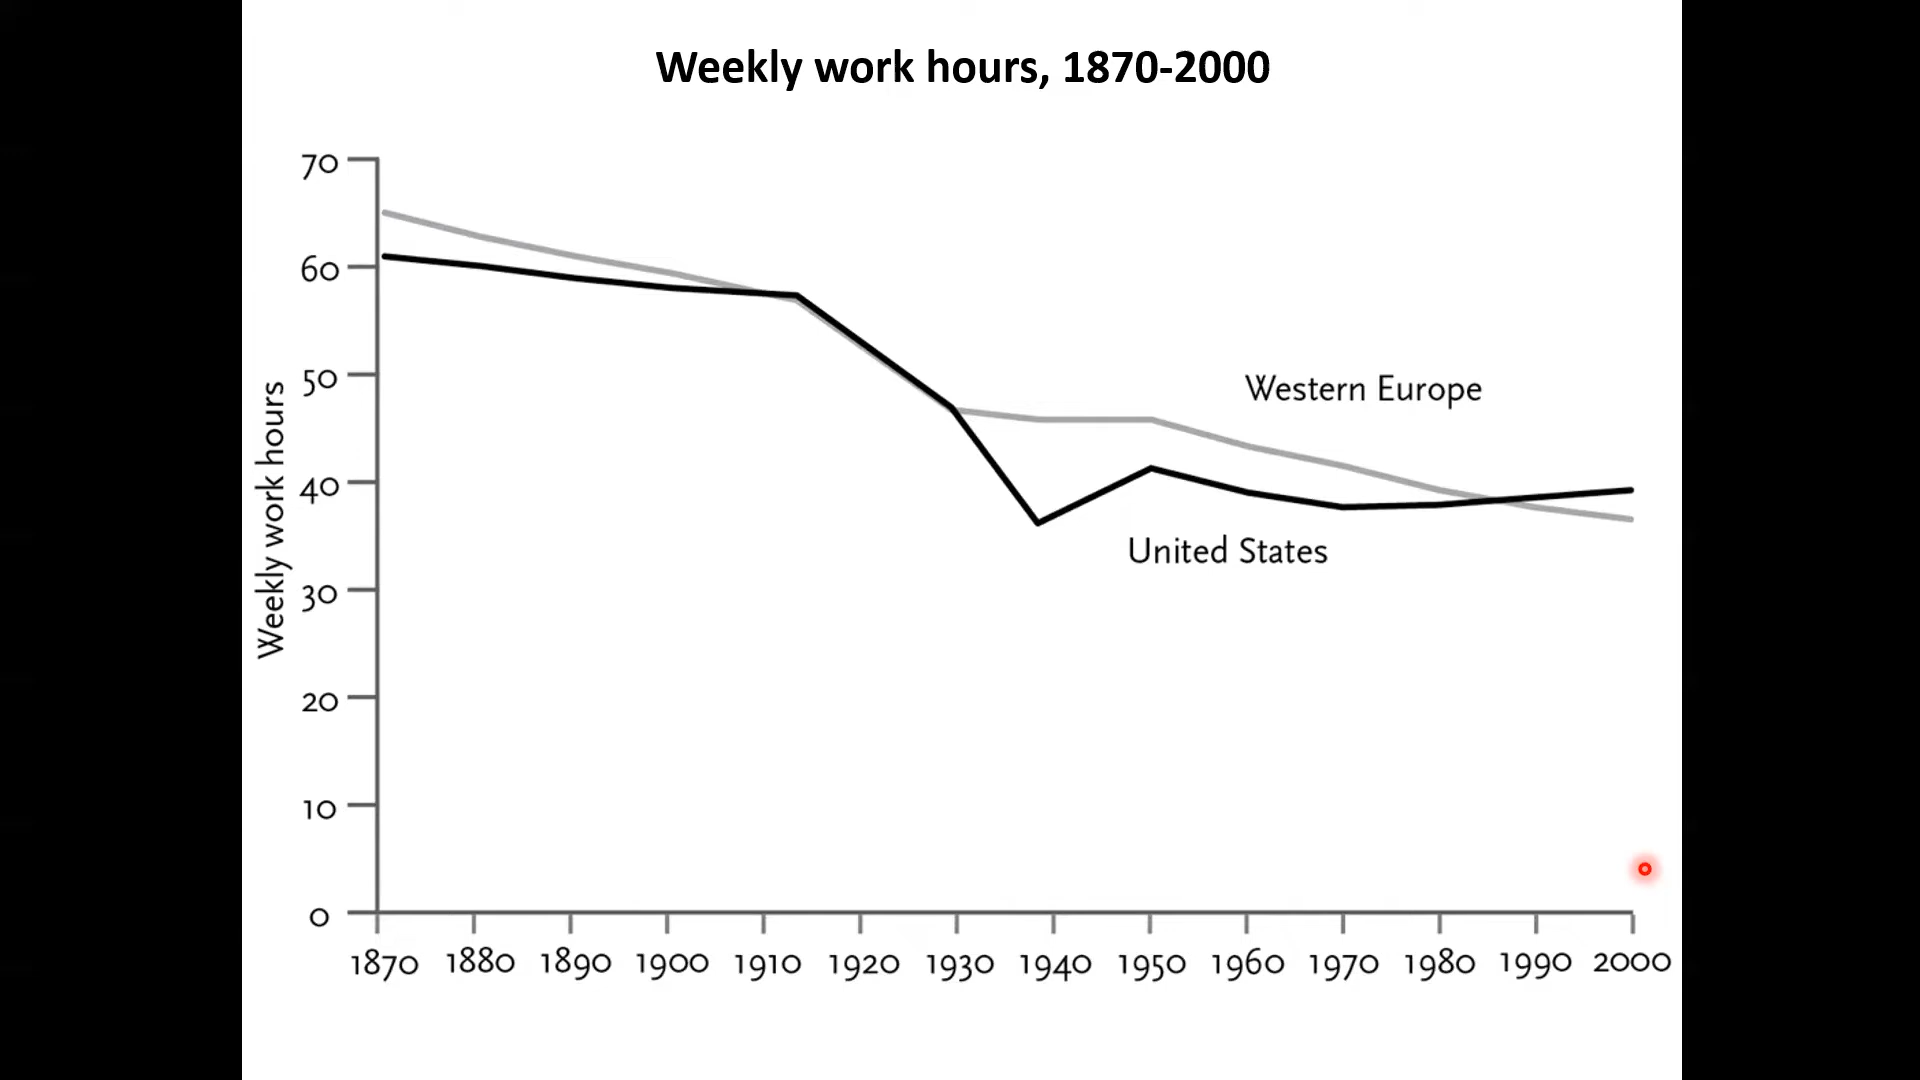 Weekly work hours, 1870-2000
70
60
50
40
30
20
10
0
Weekly work hours
Western Europe
United States
1870 1880 1890 1900 1910 1920 1930 1940 1950 1960 1970 1980 1990 2000